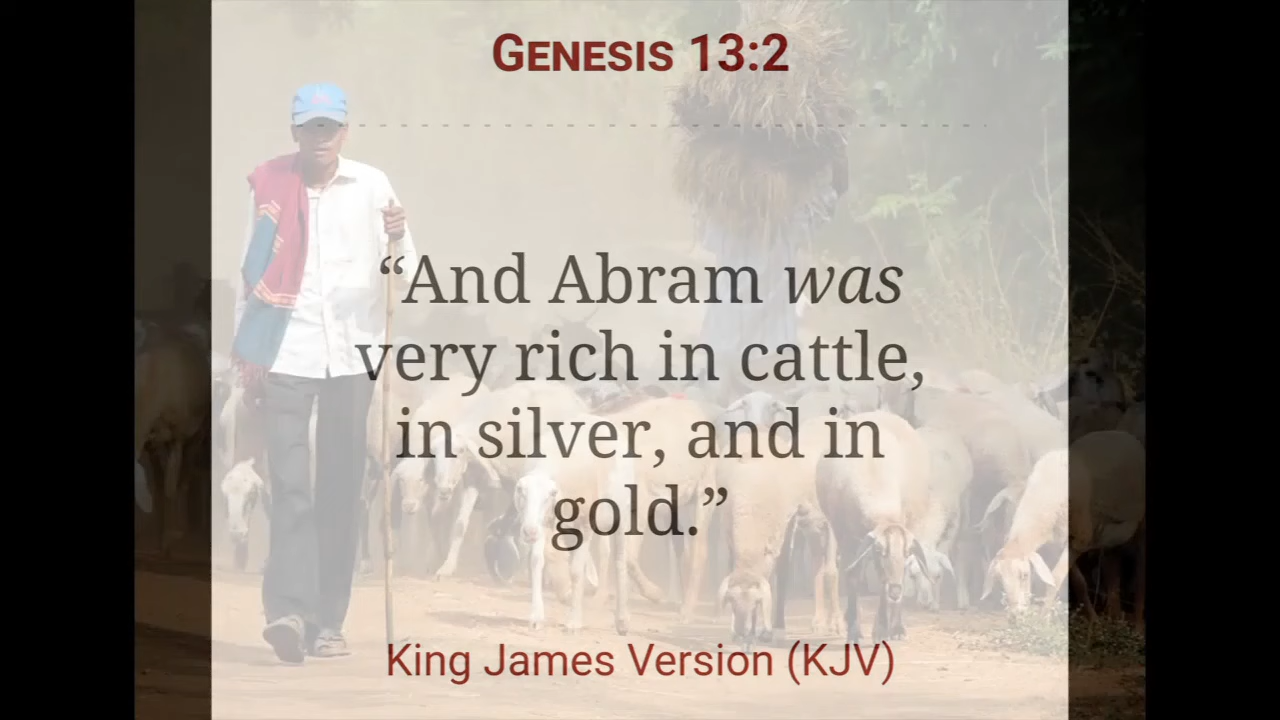 Genesis 13:2
“And Abram was
very rich in cattle,
in silver, and in
gold.”
King James Version (KJV)